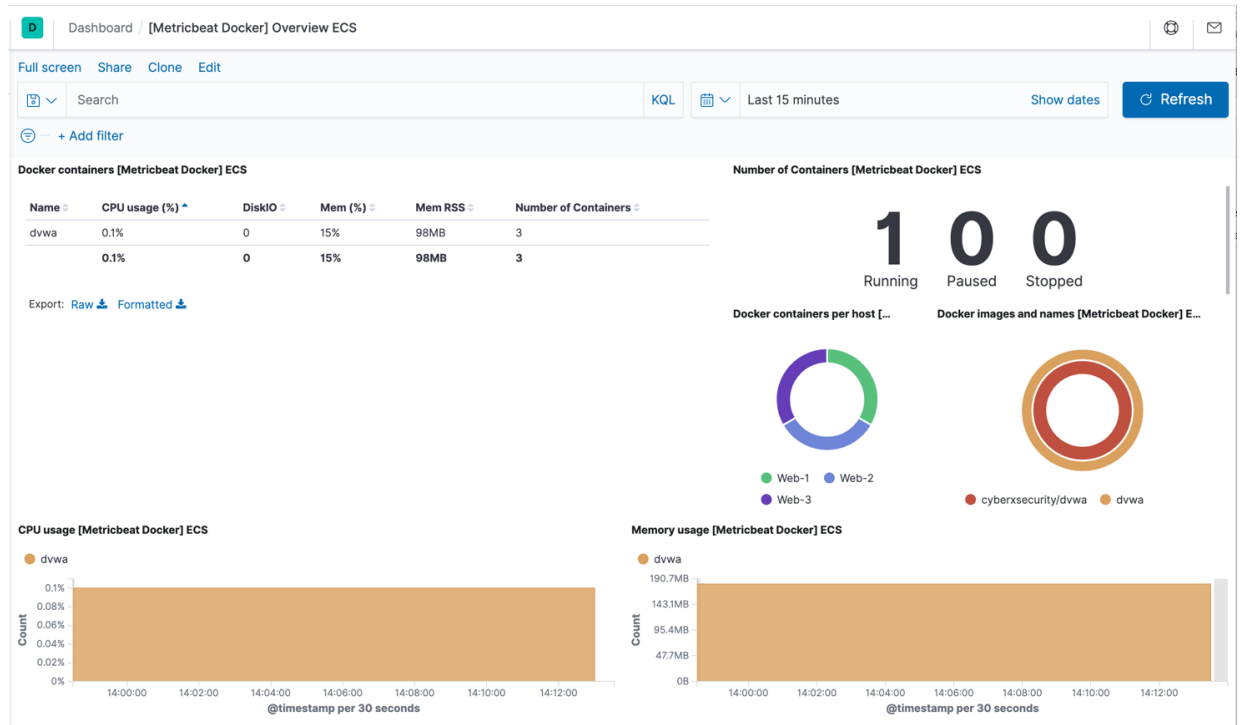 D Dashboard / [Metricbeat Docker] Overview ECS
Full screen Share Clone Edit
Search KQL Last 15 minutes Show dates Refresh
+ Add filter
Docker containers [Metricbeat Docker] ECS
Name CPU usage (%) DiskIO Mem (%) Mem RSS Number of Containers
dvwa 0.1% 0 15% 98MB 3
0.1% 0 15% 98MB 3
Export: Raw Formatted
Number of Containers [Metricbeat Docker] ECS
1 0 0
Running Paused Stopped
Docker containers per host [...
Web-1 Web-2
Web-3
Docker images and names [Metricbeat Docker] E...
cyberxsecurity/dvwa dvwa
CPU usage [Metricbeat Docker] ECS
dvwa
0.1%
0.08%
0.06%
0.04%
0.02%
0%
Count
14:00:00 14:02:00 14:04:00 14:06:00 14:08:00 14:10:00 14:12:00
@timestamp per 30 seconds
Memory usage [Metricbeat Docker] ECS
dvwa
190.7MB
143.1MB
95.4MB
47.7MB
0B
Count
14:00:00 14:02:00 14:04:00 14:06:00 14:08:00 14:10:00 14:12:00
@timestamp per 30 seconds